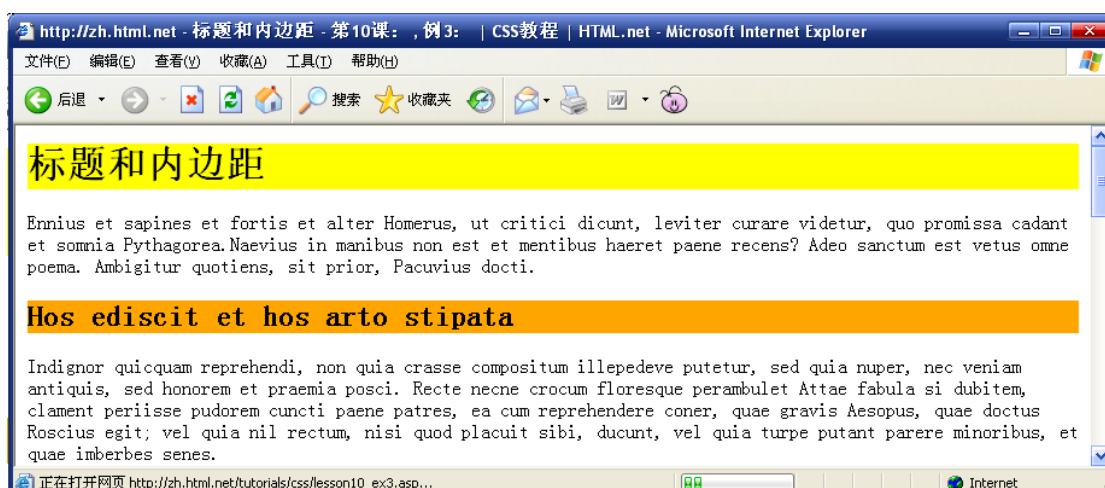 http://zh.html.net - 标题和内边距 - 第10课: , 例3: | CSS教程 | HTML.net - Microsoft Internet Explorer
文件(F) 编辑(E) 查看(V) 收藏(A) 工具(T) 帮助(H)
后退 搜索 收藏夹
标题和内边距
Ennius et sapines et fortis et alter Homerus, ut critici dicunt, leviter curare videtur, quo promissa cadant
et somnia Pythagorea.Naevius in manibus non est et mentibus haeret paene recens? Adeo sanctum est vetus omne
poema. Ambigitur quotiens, sit prior, Pacuvius docti.
Hos ediscit et hos arto stipata
Indignor quicquam reprehendi, non quia crasse compositum illepedeve putetur, sed quia nuper, nec veniam
antiquis, sed honorem et praemia posci. Recte necne crocum floresque perambulet Attae fabula si dubitem,
clament periisse pudorem cuncti paene patres, ea cum reprehendere coner, quae gravis Aesopus, quae doctus
Roscius egit; vel quia nil rectum, nisi quod placuit sibi, ducunt, vel quia turpe putant parere minoribus, et
quae imberbes senes.
正在打开网页 http://zh.html.net/tutorials/css/lesson10_ex3.asp... Internet